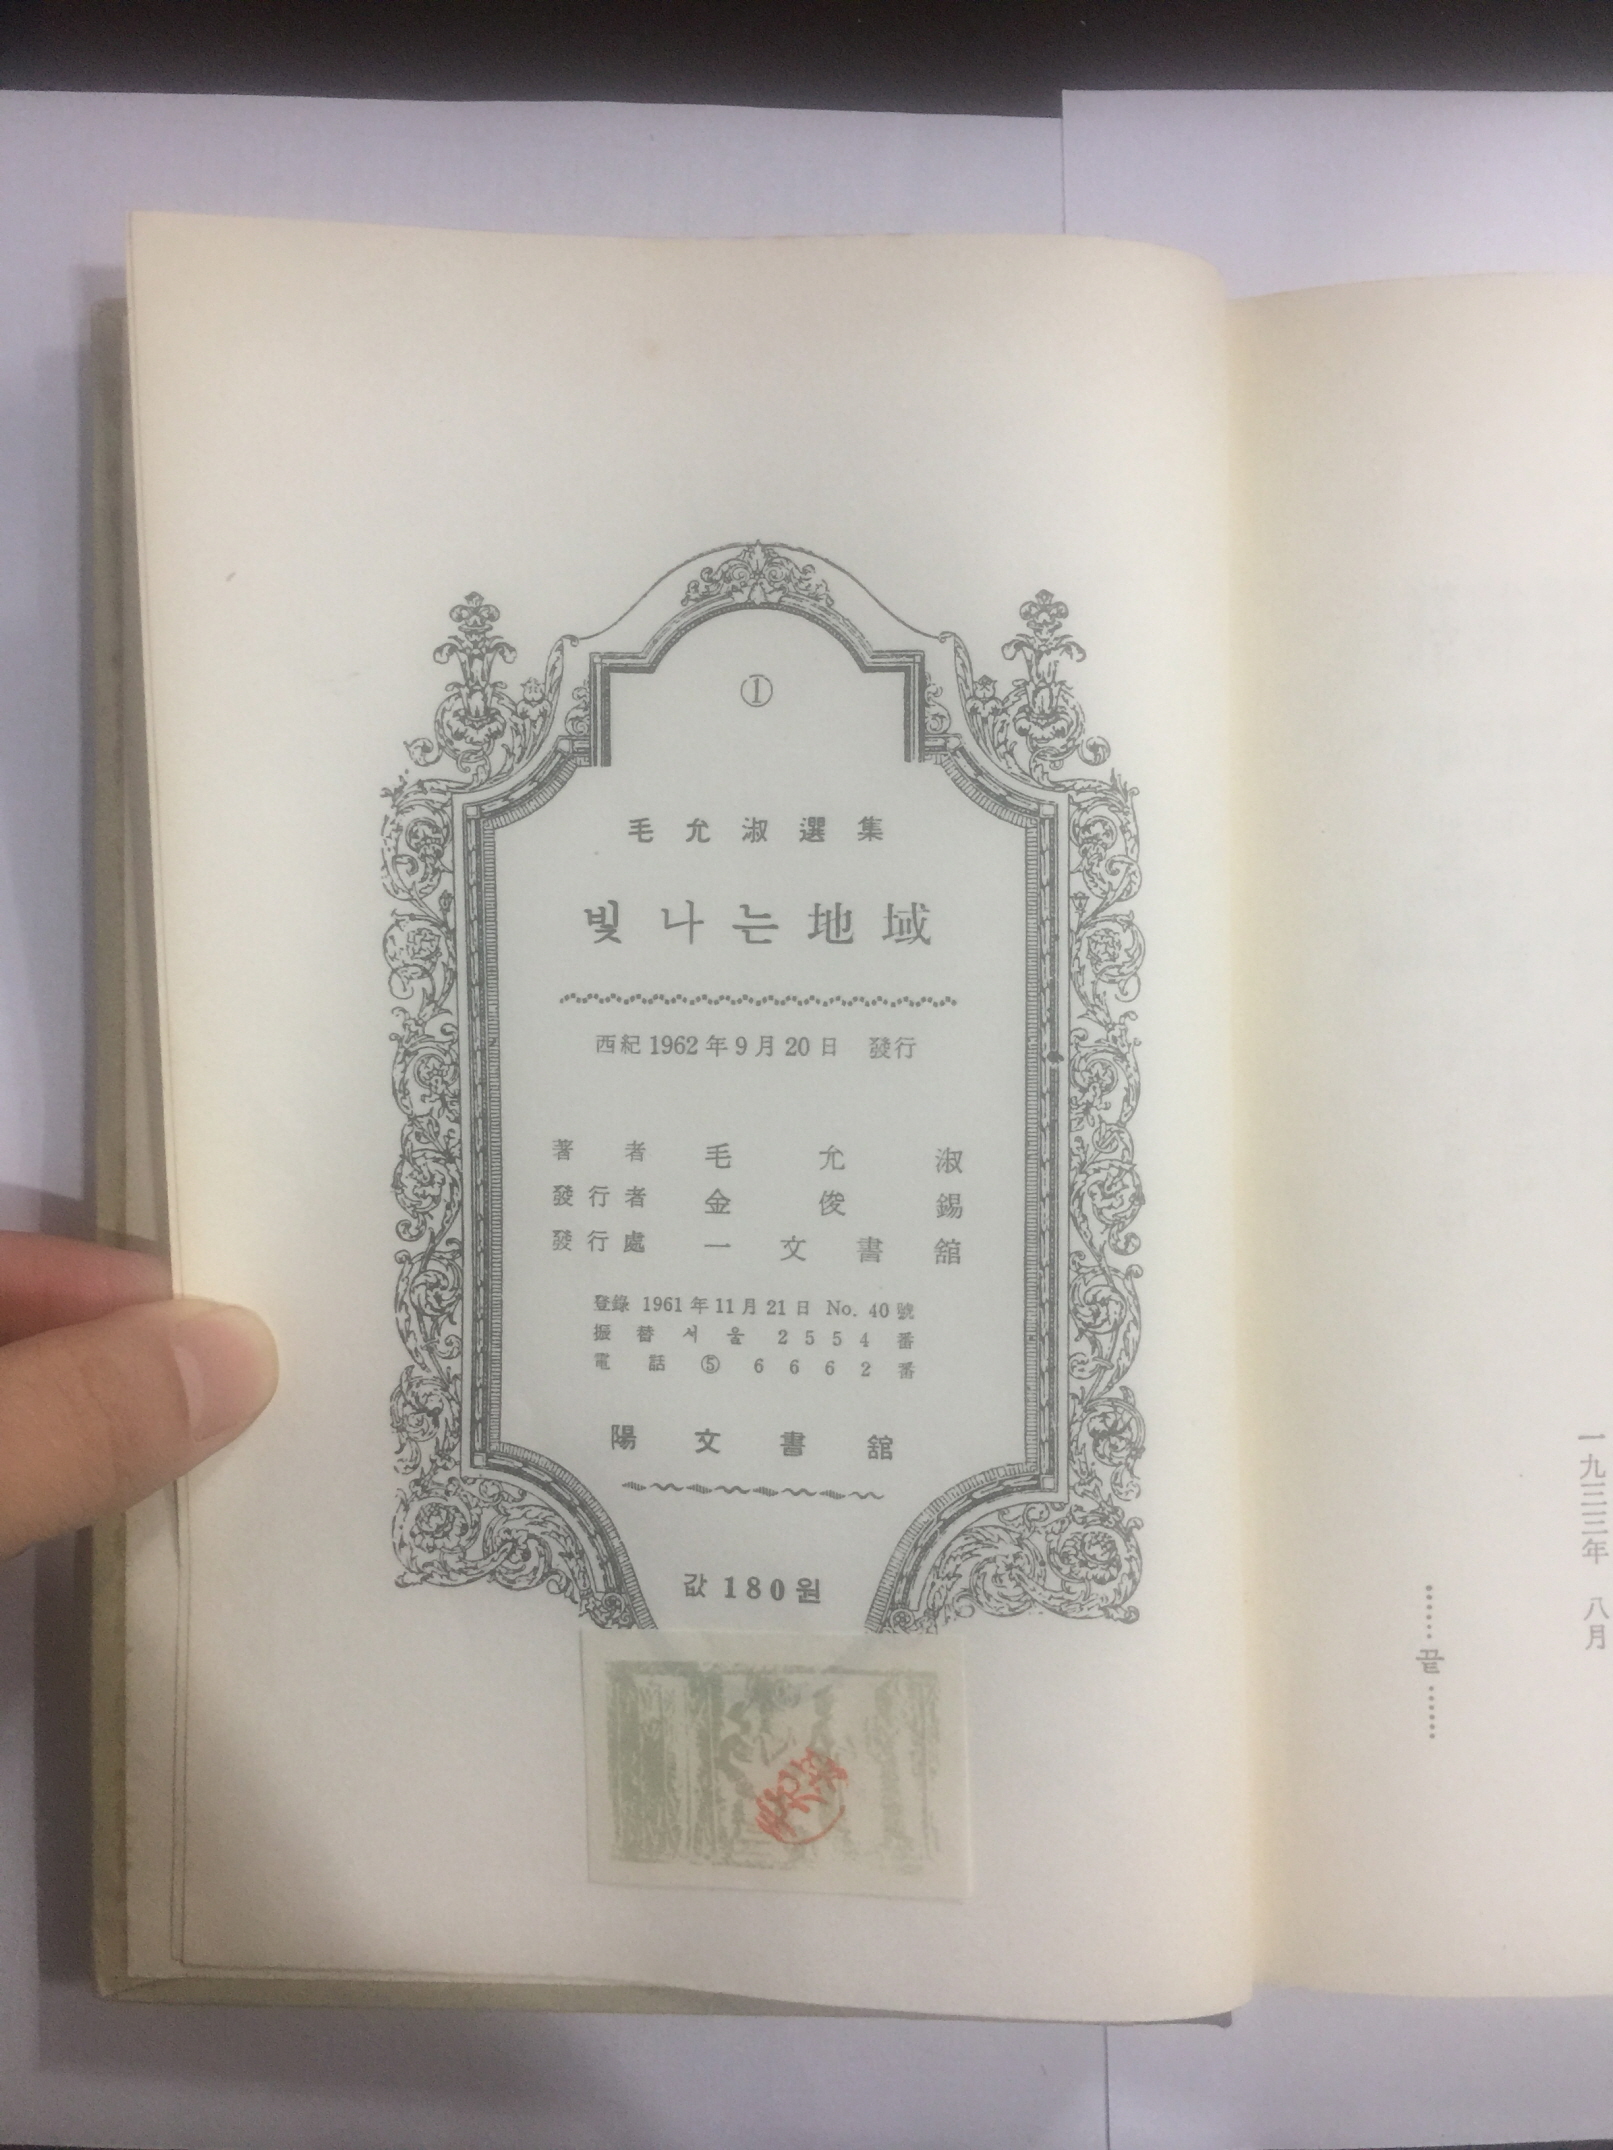 ①
毛允淑選集
빛나는地域
西紀 1962年9月20日 發行
著者 毛允淑
發行者 金俊錫
發行處 一文書舘
登錄 1961年11月21日 No. 40號
振替서울 2554番
電話 ⑤ 6662番
陽文書舘
값 180원
一九三三年 八月
……끝……